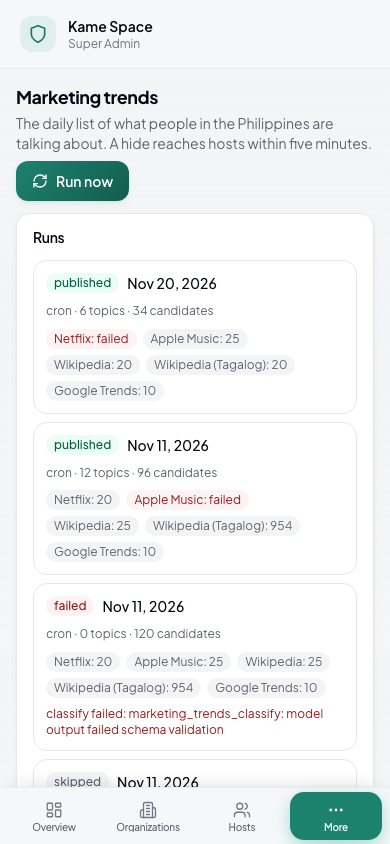 Kame Space
Super Admin
Marketing trends
The daily list of what people in the Philippines are
talking about. A hide reaches hosts within five minutes.
Run now
Runs
published Nov 20, 2026
cron · 6 topics · 34 candidates
Netflix: failed Apple Music: 25
Wikipedia: 20 Wikipedia (Tagalog): 20
Google Trends: 10
published Nov 11, 2026
cron · 12 topics · 96 candidates
Netflix: 20 Apple Music: failed
Wikipedia: 25 Wikipedia (Tagalog): 954
Google Trends: 10
failed Nov 11, 2026
cron · 0 topics · 120 candidates
Netflix: 20 Apple Music: 25 Wikipedia: 25
Wikipedia (Tagalog): 954 Google Trends: 10
classify failed: marketing_trends_classify: model
output failed schema validation
skipped Nov 11, 2026
Overview Organizations Hosts More